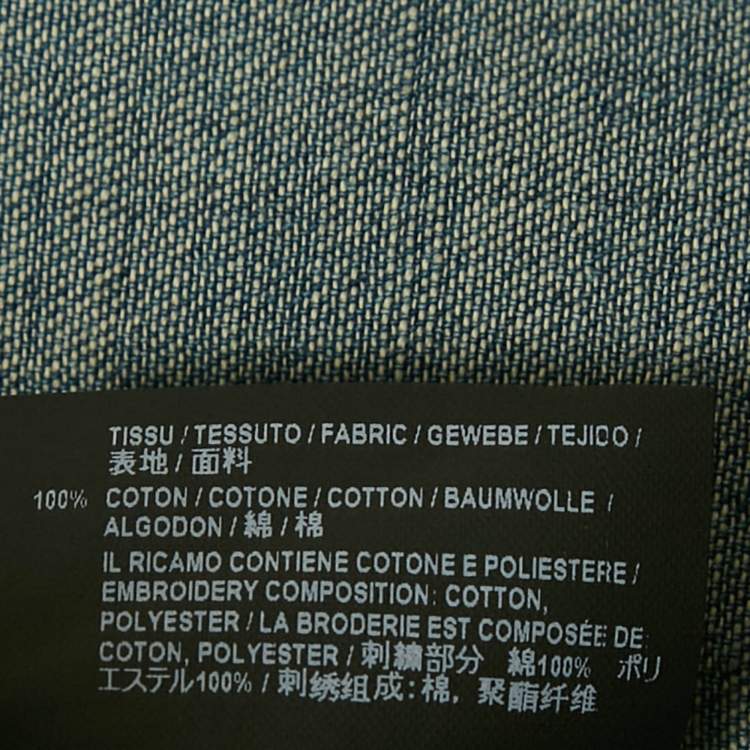 TISSU / TESSUTO / FABRIC / GEWEBE / TEJIDO /
表地 / 面料
100% COTON / COTONE / COTTON / BAUMWOLLE /
ALGODON / 綿 / 棉
IL RICAMO CONTIENE COTONE E POLIESTERE /
EMBROIDERY COMPOSITION: COTTON,
POLYESTER / LA BRODERIE EST COMPOSÉE DE
COTON, POLYESTER / 刺繍部分 綿100% ポリ
エステル100% / 刺绣组成: 棉, 聚酯纤维